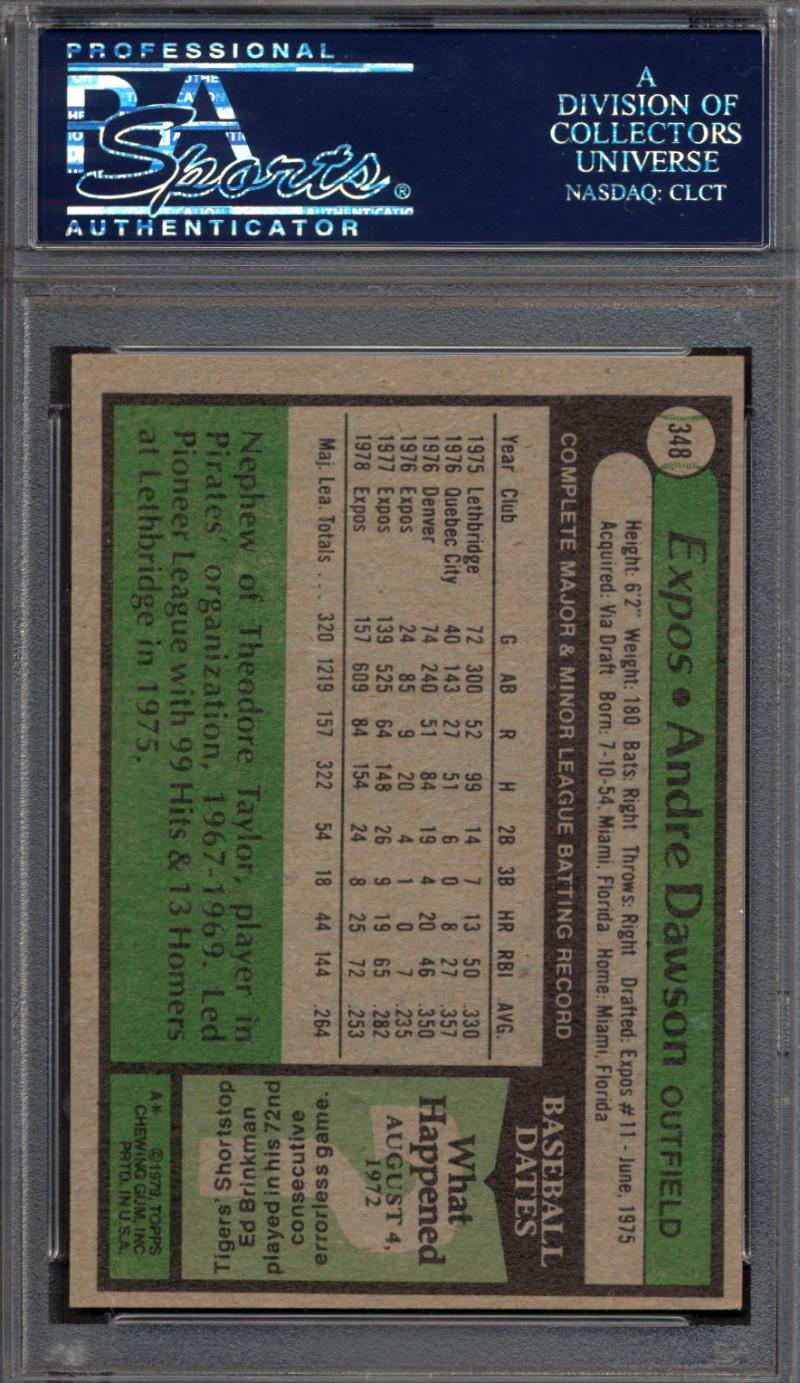 PROFESSIONAL
PSA
Sports®
AUTHENTICATOR
A
DIVISION OF
COLLECTORS
UNIVERSE
NASDAQ: CLCT
348
Expos • Andre Dawson OUTFIELD
Height: 6'2" Weight: 180 Bats: Right Throws: Right Drafted: Expos #11 - June, 1975
Acquired: Via Draft Born: 7-10-54, Miami, Florida Home: Miami, Florida
COMPLETE MAJOR & MINOR LEAGUE BATTING RECORD
Year Club G AB R H 2B 3B HR RBI AVG.
1975 Lethbridge 72 300 52 99 14 7 13 50 .330
1976 Quebec City 40 143 27 51 6 0 8 27 .357
1976 Denver 74 240 51 84 19 4 20 46 .350
1976 Expos 24 85 9 20 4 1 0 7 .235
1977 Expos 139 525 64 148 26 9 19 65 .282
1978 Expos 157 609 84 154 24 8 25 72 .253
Maj. Lea. Totals ... 320 1219 157 322 54 18 44 144 .264
Nephew of Theodore Taylor, player in
Pirates' organization, 1967-1969. Led
Pioneer League with 99 Hits & 13 Homers
at Lethbridge in 1975.
BASEBALL
DATES
What
Happened
AUGUST 4,
1972
Tigers' Shortstop
Ed Brinkman
played in his 72nd
consecutive
errorless game.
A* ©1979, TOPPS
CHEWING GUM, INC
PRTD. IN U.S.A.